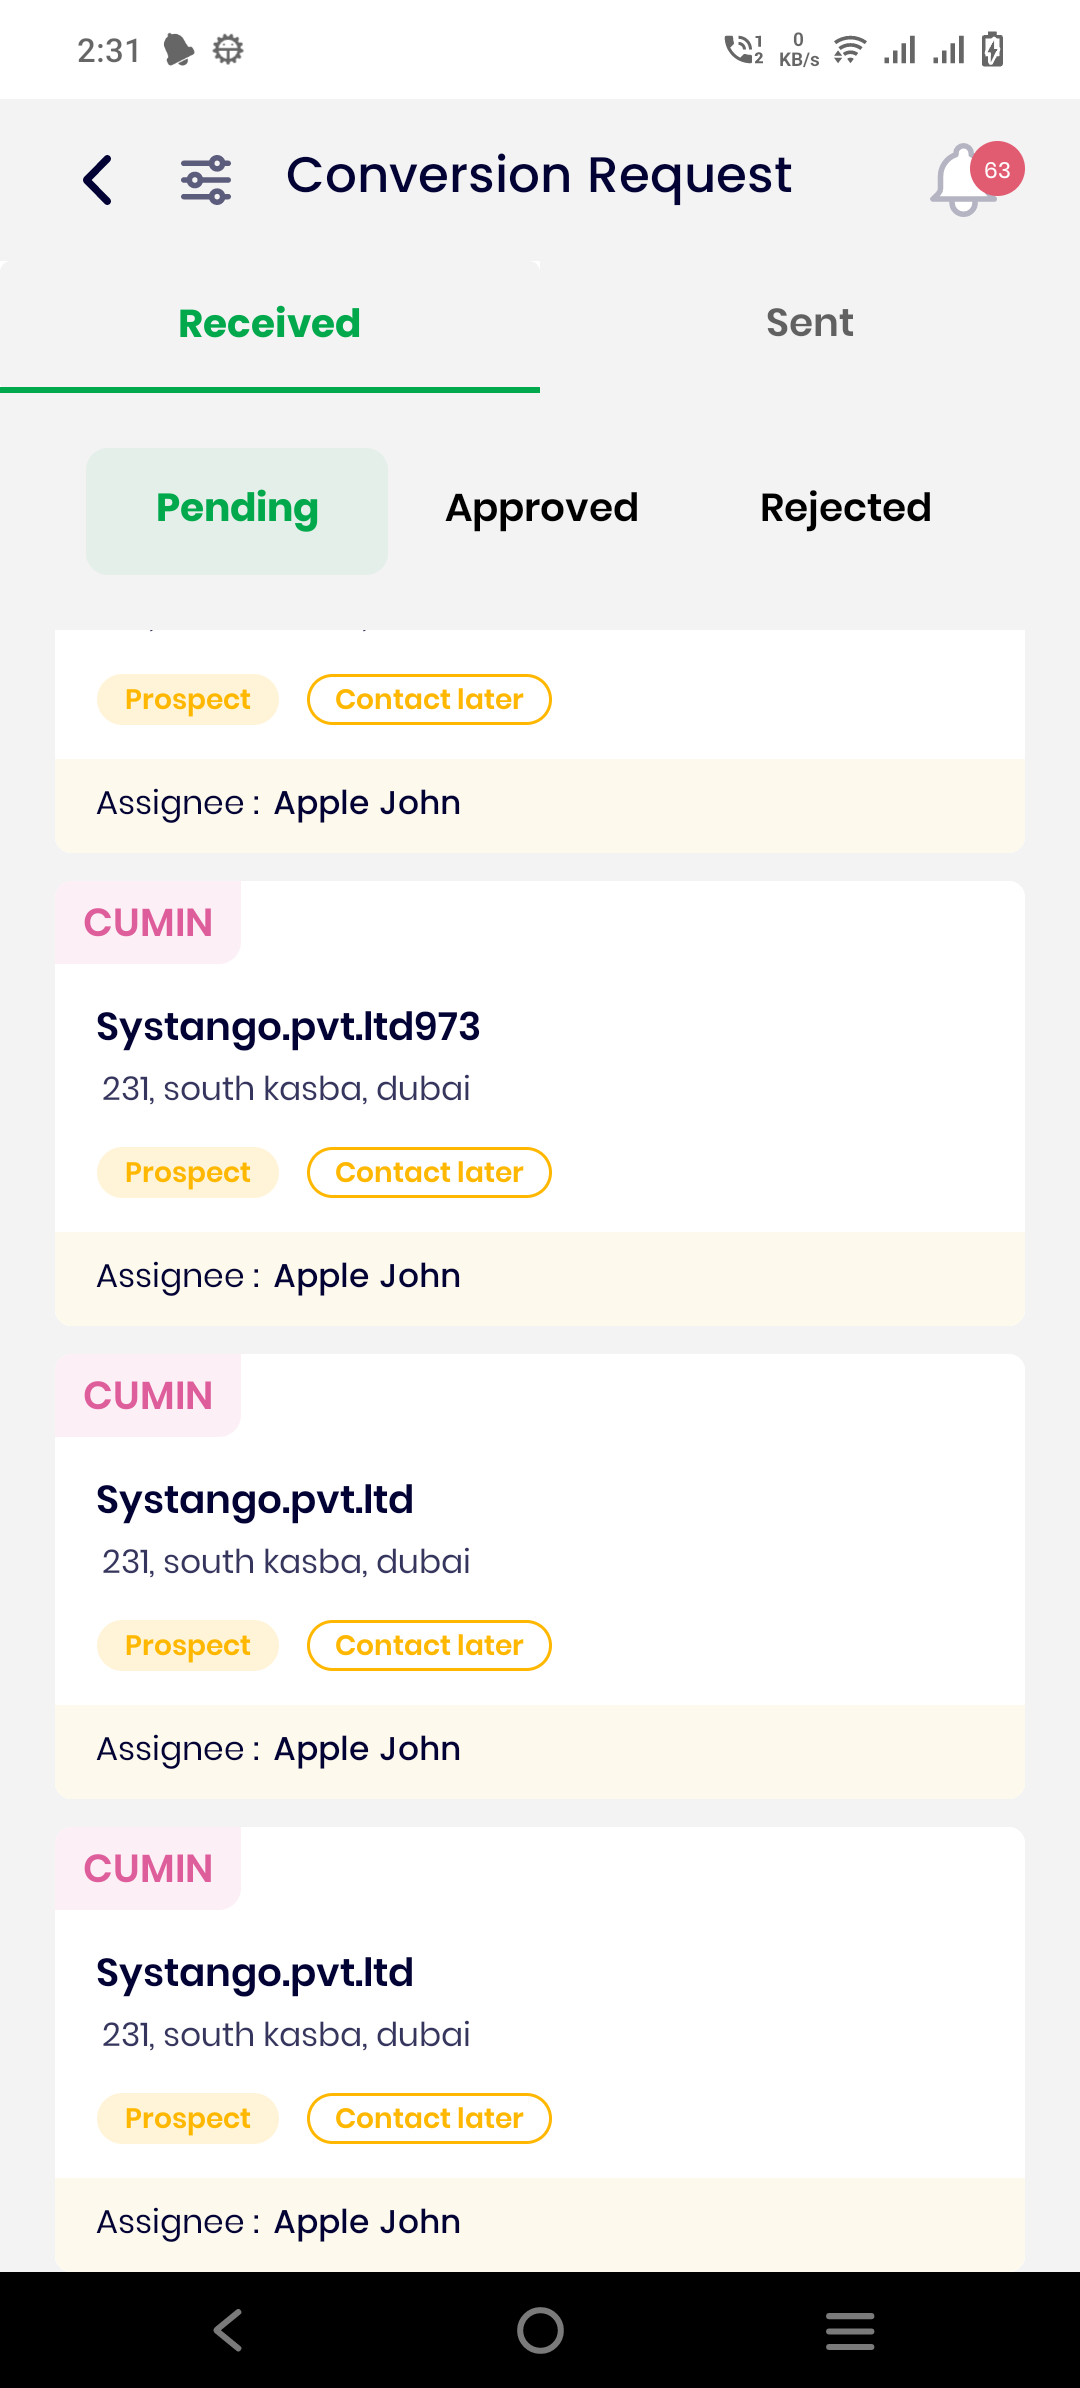 2:31
1 2 0 KB/s
Conversion Request
63
Received Sent
Pending Approved Rejected
Prospect Contact later
Assignee : Apple John
CUMIN
Systango.pvt.ltd973
231, south kasba, dubai
Prospect Contact later
Assignee : Apple John
CUMIN
Systango.pvt.ltd
231, south kasba, dubai
Prospect Contact later
Assignee : Apple John
CUMIN
Systango.pvt.ltd
231, south kasba, dubai
Prospect Contact later
Assignee : Apple John